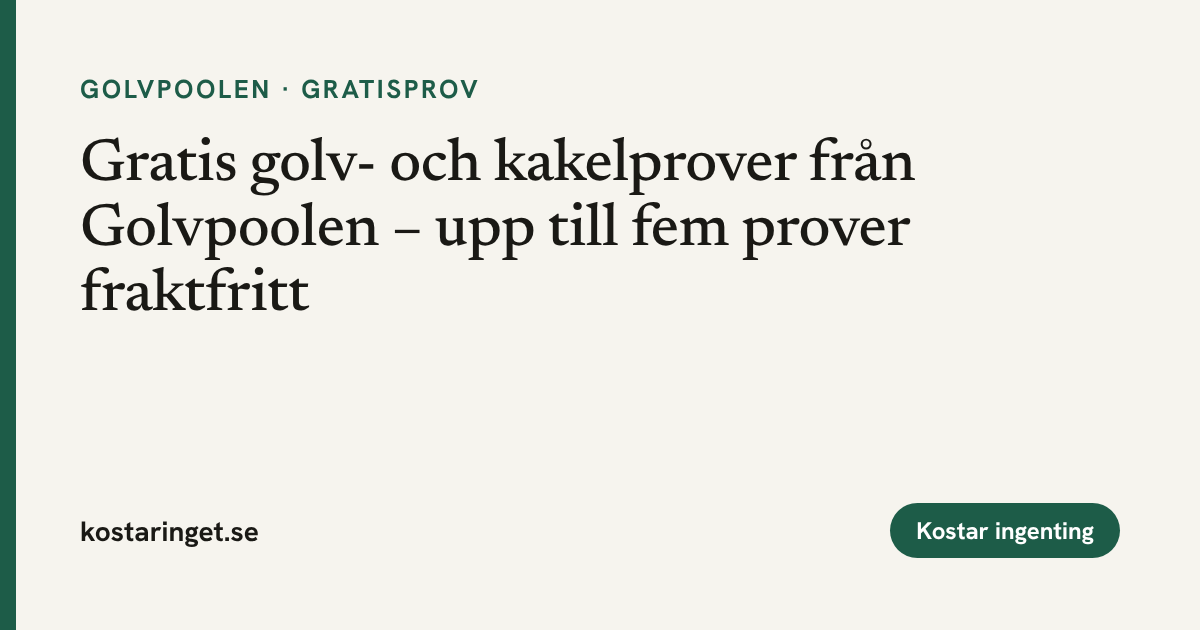 GOLVPOOLEN · GRATISPROV
Gratis golv- och kakelprover från
Golvpoolen – upp till fem prover
fraktfritt
kostaringet.se
Kostar ingenting